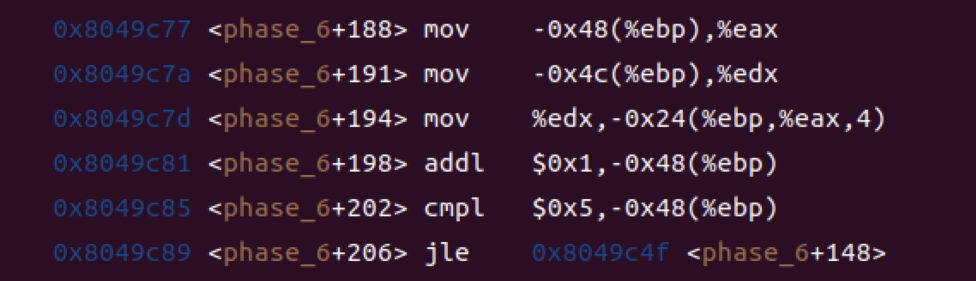 0x8049c77 <phase_6+188> mov -0x48(%ebp),%eax
0x8049c7a <phase_6+191> mov -0x4c(%ebp),%edx
0x8049c7d <phase_6+194> mov %edx,-0x24(%ebp,%eax,4)
0x8049c81 <phase_6+198> addl $0x1,-0x48(%ebp)
0x8049c85 <phase_6+202> cmpl $0x5,-0x48(%ebp)
0x8049c89 <phase_6+206> jle 0x8049c4f <phase_6+148>